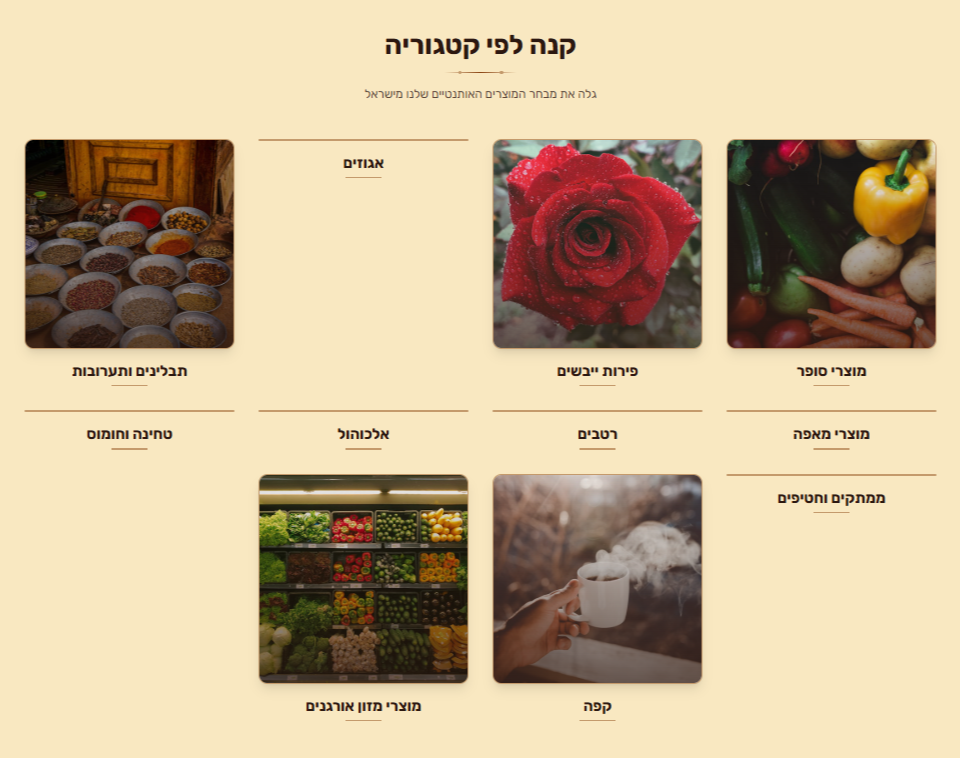 קנה לפי קטגוריה
גלה את מבחר המוצרים האותנטיים שלנו מישראל
מוצרי סופר
פירות ייבשים
אגוזים
תבלינים ותערובות
מוצרי מאפה
רטבים
אלכוהול
טחינה וחומוס
ממתקים וחטיפים
קפה
מוצרי מזון אורגנים